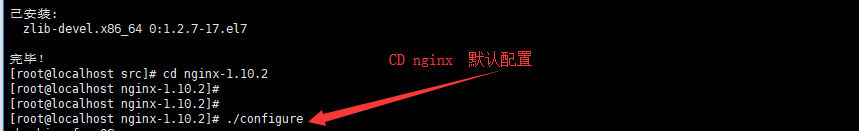 已安装:
zlib-devel.x86_64 0:1.2.7-17.el7
完毕!
[root@localhost src]# cd nginx-1.10.2
CD nginx 默认配置
[root@localhost nginx-1.10.2]#
[root@localhost nginx-1.10.2]#
[root@localhost nginx-1.10.2]# ./configure